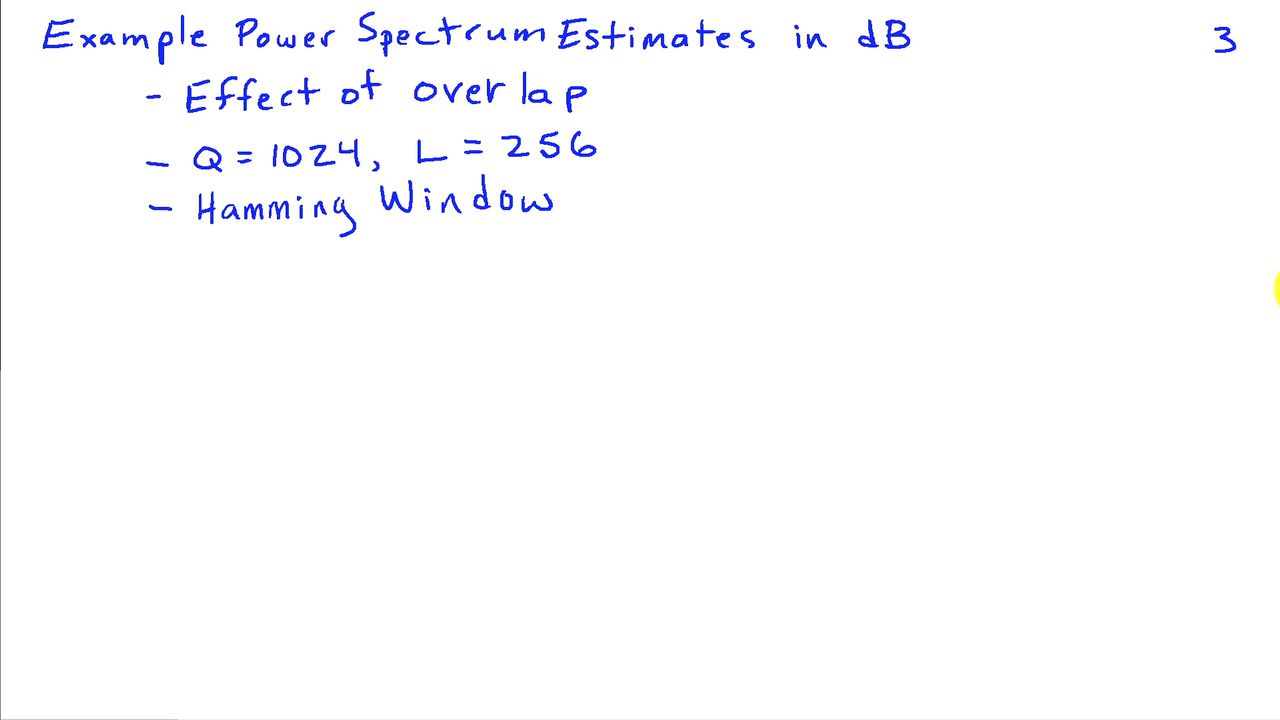 Example Power Spectrum Estimates in dB 3
- Effect of overlap
- Q = 1024, L = 256
- Hamming Window